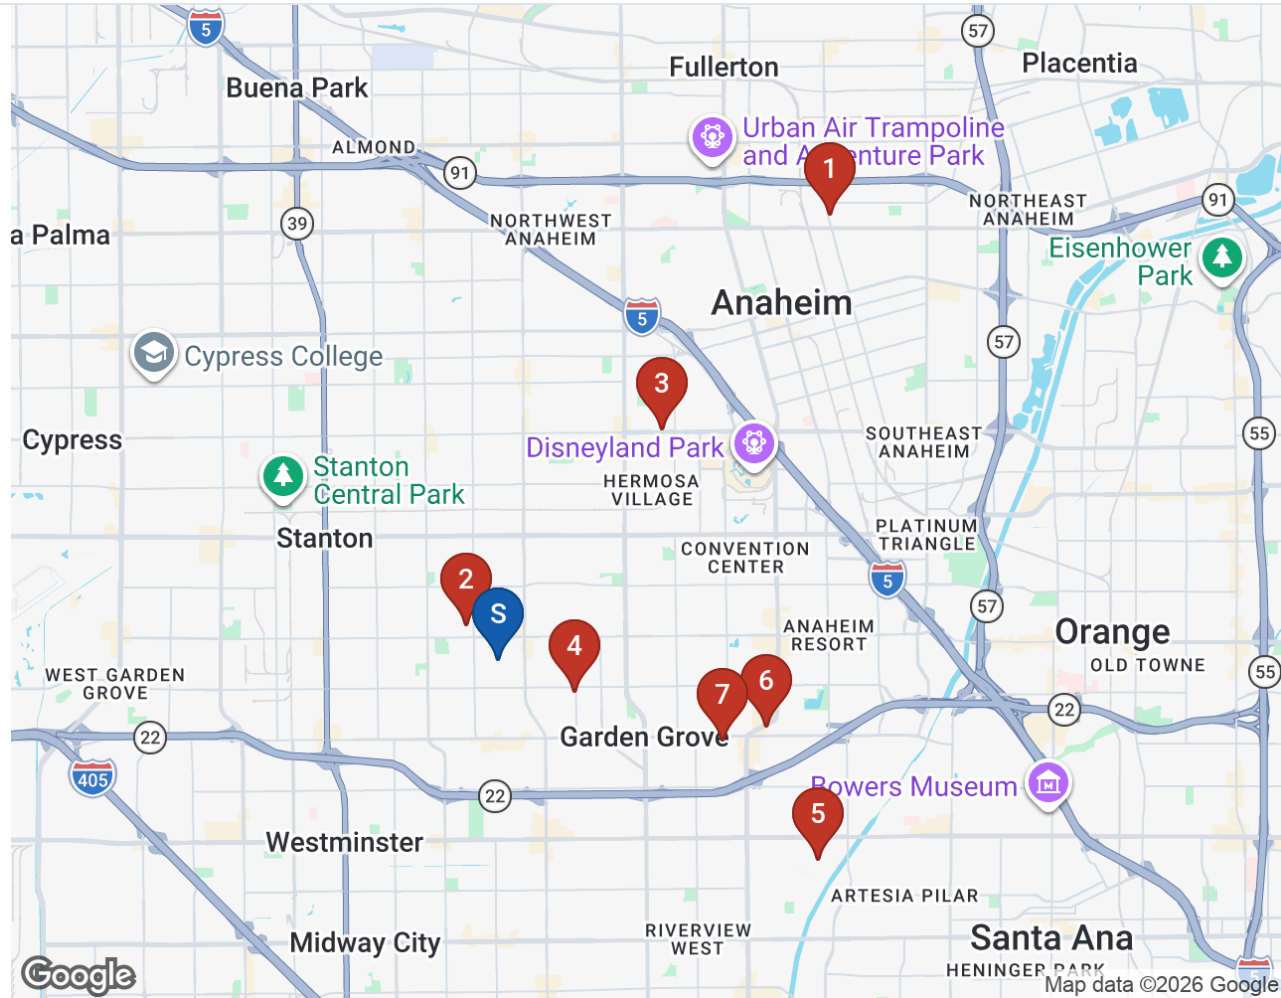 5
57
Fullerton
Placentia
Buena Park
Urban Air Trampoline
and Adventure Park
ALMOND
91
1
NORTHEAST
ANAHEIM
91
39
NORTHWEST
ANAHEIM
a Palma
Eisenhower
Park
Anaheim
5
57
Cypress College
3
Cypress
Disneyland Park
SOUTHEAST
ANAHEIM
55
Stanton
Central Park
HERMOSA
VILLAGE
Stanton
PLATINUM
TRIANGLE
CONVENTION
CENTER
2
5
S
57
4
ANAHEIM
RESORT
Orange
OLD TOWNE
WEST GARDEN
GROVE
55
7
6
22
22
Garden Grove
405
22
Bowers Museum
5
Westminster
ARTESIA PILAR
Midway City
RIVERVIEW
WEST
Santa Ana
HENINGER PARK
5
Google
Map data ©2026 Google